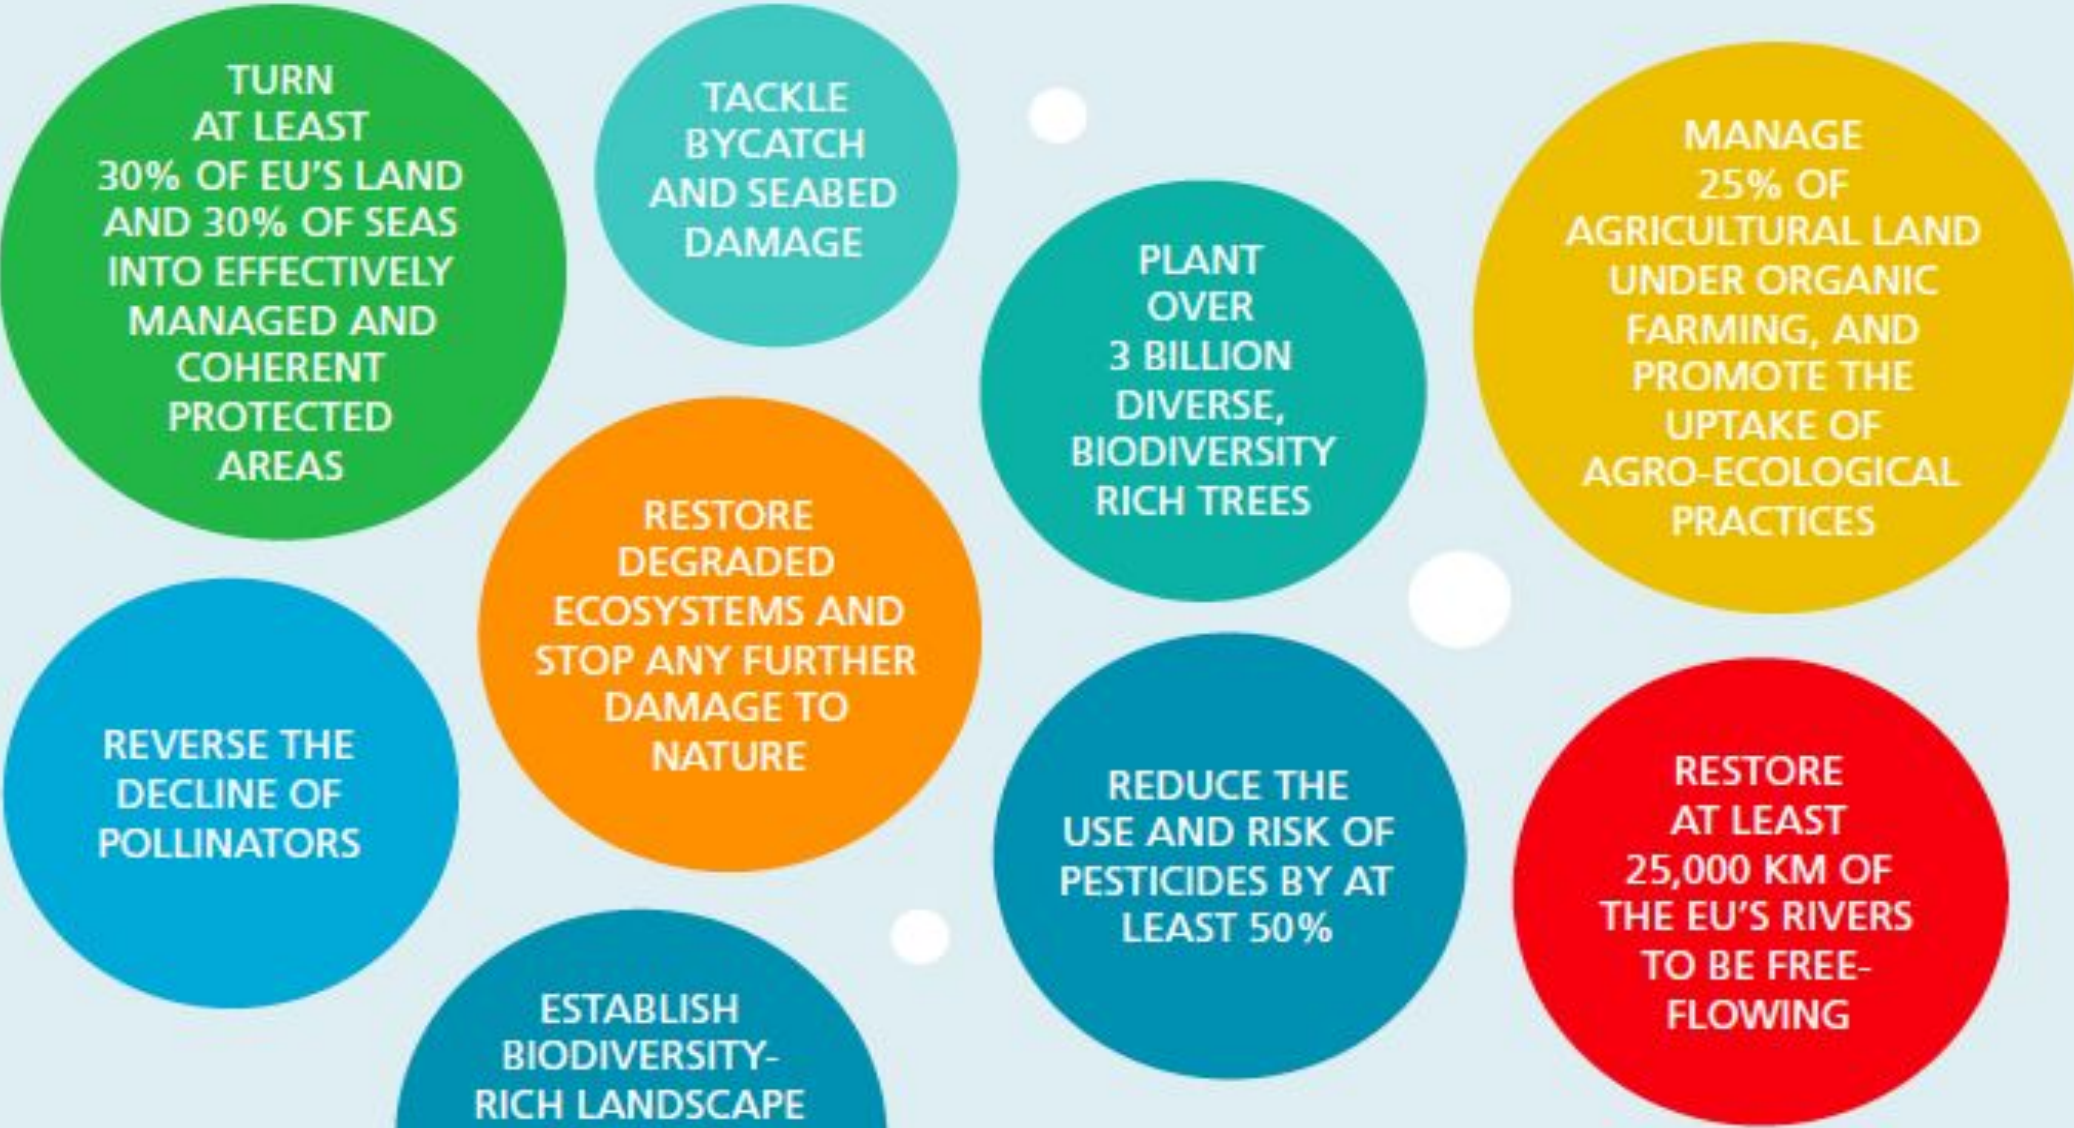 TURN
AT LEAST
30% OF EU'S LAND
AND 30% OF SEAS
INTO EFFECTIVELY
MANAGED AND
COHERENT
PROTECTED
AREAS
TACKLE
BYCATCH
AND SEABED
DAMAGE
PLANT
OVER
3 BILLION
DIVERSE,
BIODIVERSITY
RICH TREES
MANAGE
25% OF
AGRICULTURAL LAND
UNDER ORGANIC
FARMING, AND
PROMOTE THE
UPTAKE OF
AGRO-ECOLOGICAL
PRACTICES
REVERSE THE
DECLINE OF
POLLINATORS
RESTORE
DEGRADED
ECOSYSTEMS AND
STOP ANY FURTHER
DAMAGE TO
NATURE
REDUCE THE
USE AND RISK OF
PESTICIDES BY AT
LEAST 50%
RESTORE
AT LEAST
25,000 KM OF
THE EU'S RIVERS
TO BE FREE-
FLOWING
ESTABLISH
BIODIVERSITY-
RICH LANDSCAPE